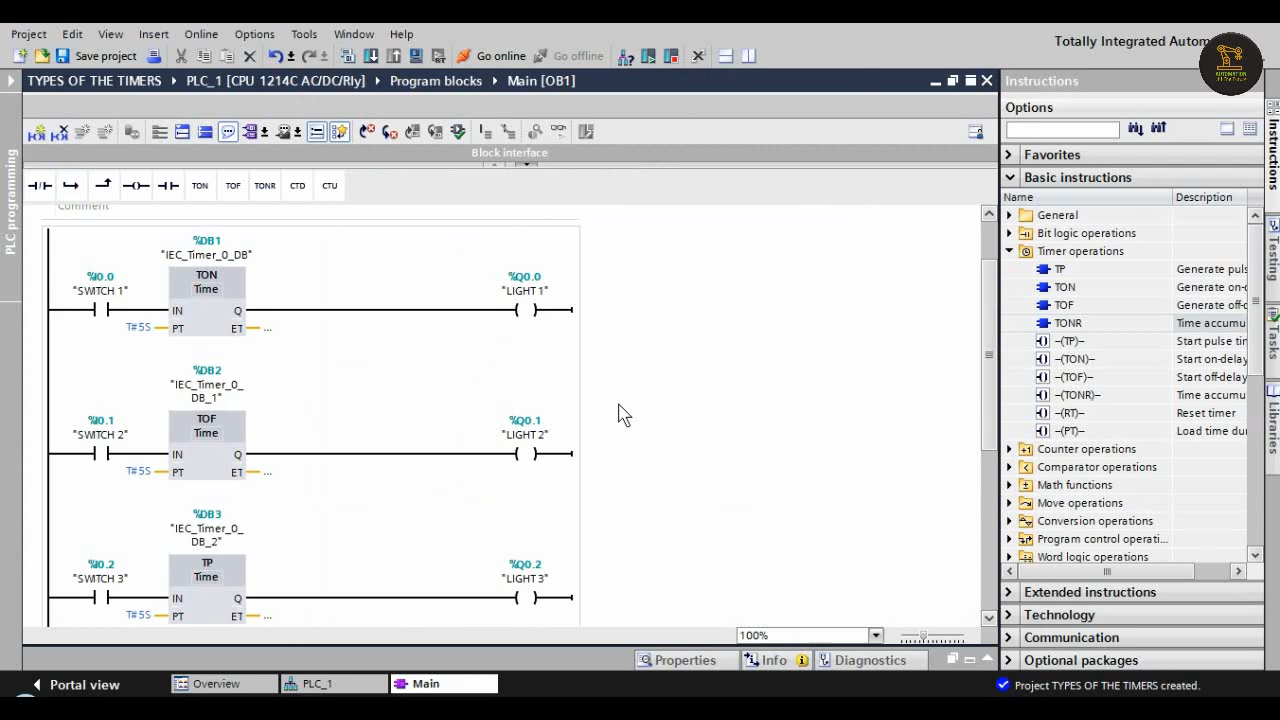 Project Edit View Insert Online Options Tools Window Help
Totally Integrated Autom
Save project Go online Go offline
AUTOMATION
TYPES OF THE TIMERS PLC_1 [CPU 1214C AC/DC/Rly] Program blocks Main [OB1]
Instructions
Options
Block interface
Favorites
Basic instructions
TON TOF TONR CTD CTU
Name Description
Comment
General
Bit logic operations
Timer operations
TP Generate puls
TON Generate on-d
TOF Generate off-d
TONR Time accumu
–(TP)– Start pulse tim
–(TON)– Start on-delay
–(TOF)– Start off-delay
–(TONR)– Time accumu
–(RT)– Reset timer
–(PT)– Load time dur
Counter operations
Comparator operations
Math functions
Move operations
Conversion operations
Program control operati...
Word logic operations
Extended instructions
Technology
Communication
Optional packages
%DB1
"IEC_Timer_0_DB"
%I0.0
"SWITCH 1"
TON
Time
IN Q
T#5S PT ET ...
%Q0.0
"LIGHT 1"
%DB2
"IEC_Timer_0_
DB_1"
%I0.1
"SWITCH 2"
TOF
Time
IN Q
T#5S PT ET ...
%Q0.1
"LIGHT 2"
%DB3
"IEC_Timer_0_
DB_2"
%I0.2
"SWITCH 3"
TP
Time
IN Q
T#5S PT ET ...
%Q0.2
"LIGHT 3"
100%
Properties Info Diagnostics
Portal view Overview PLC_1 Main
Project TYPES OF THE TIMERS created.
PLC programming
Instructions
Testing
Tasks
Libraries